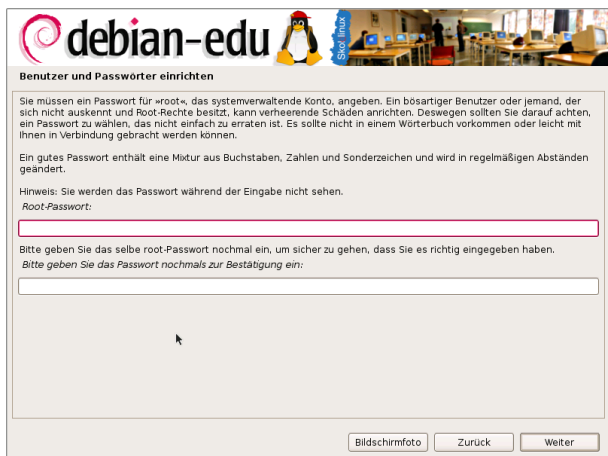 debian-edu
Skolelinux
Benutzer und Passwörter einrichten
Sie müssen ein Passwort für »root«, das systemverwaltende Konto, angeben. Ein bösartiger Benutzer oder jemand, der
sich nicht auskennt und Root-Rechte besitzt, kann verheerende Schäden anrichten. Deswegen sollten Sie darauf achten,
ein Passwort zu wählen, das nicht einfach zu erraten ist. Es sollte nicht in einem Wörterbuch vorkommen oder leicht mit
Ihnen in Verbindung gebracht werden können.
Ein gutes Passwort enthält eine Mixtur aus Buchstaben, Zahlen und Sonderzeichen und wird in regelmäßigen Abständen
geändert.
Hinweis: Sie werden das Passwort während der Eingabe nicht sehen.
Root-Passwort:
Bitte geben Sie das selbe root-Passwort nochmal ein, um sicher zu gehen, dass Sie es richtig eingegeben haben.
Bitte geben Sie das Passwort nochmals zur Bestätigung ein:
Bildschirmfoto
Zurück
Weiter